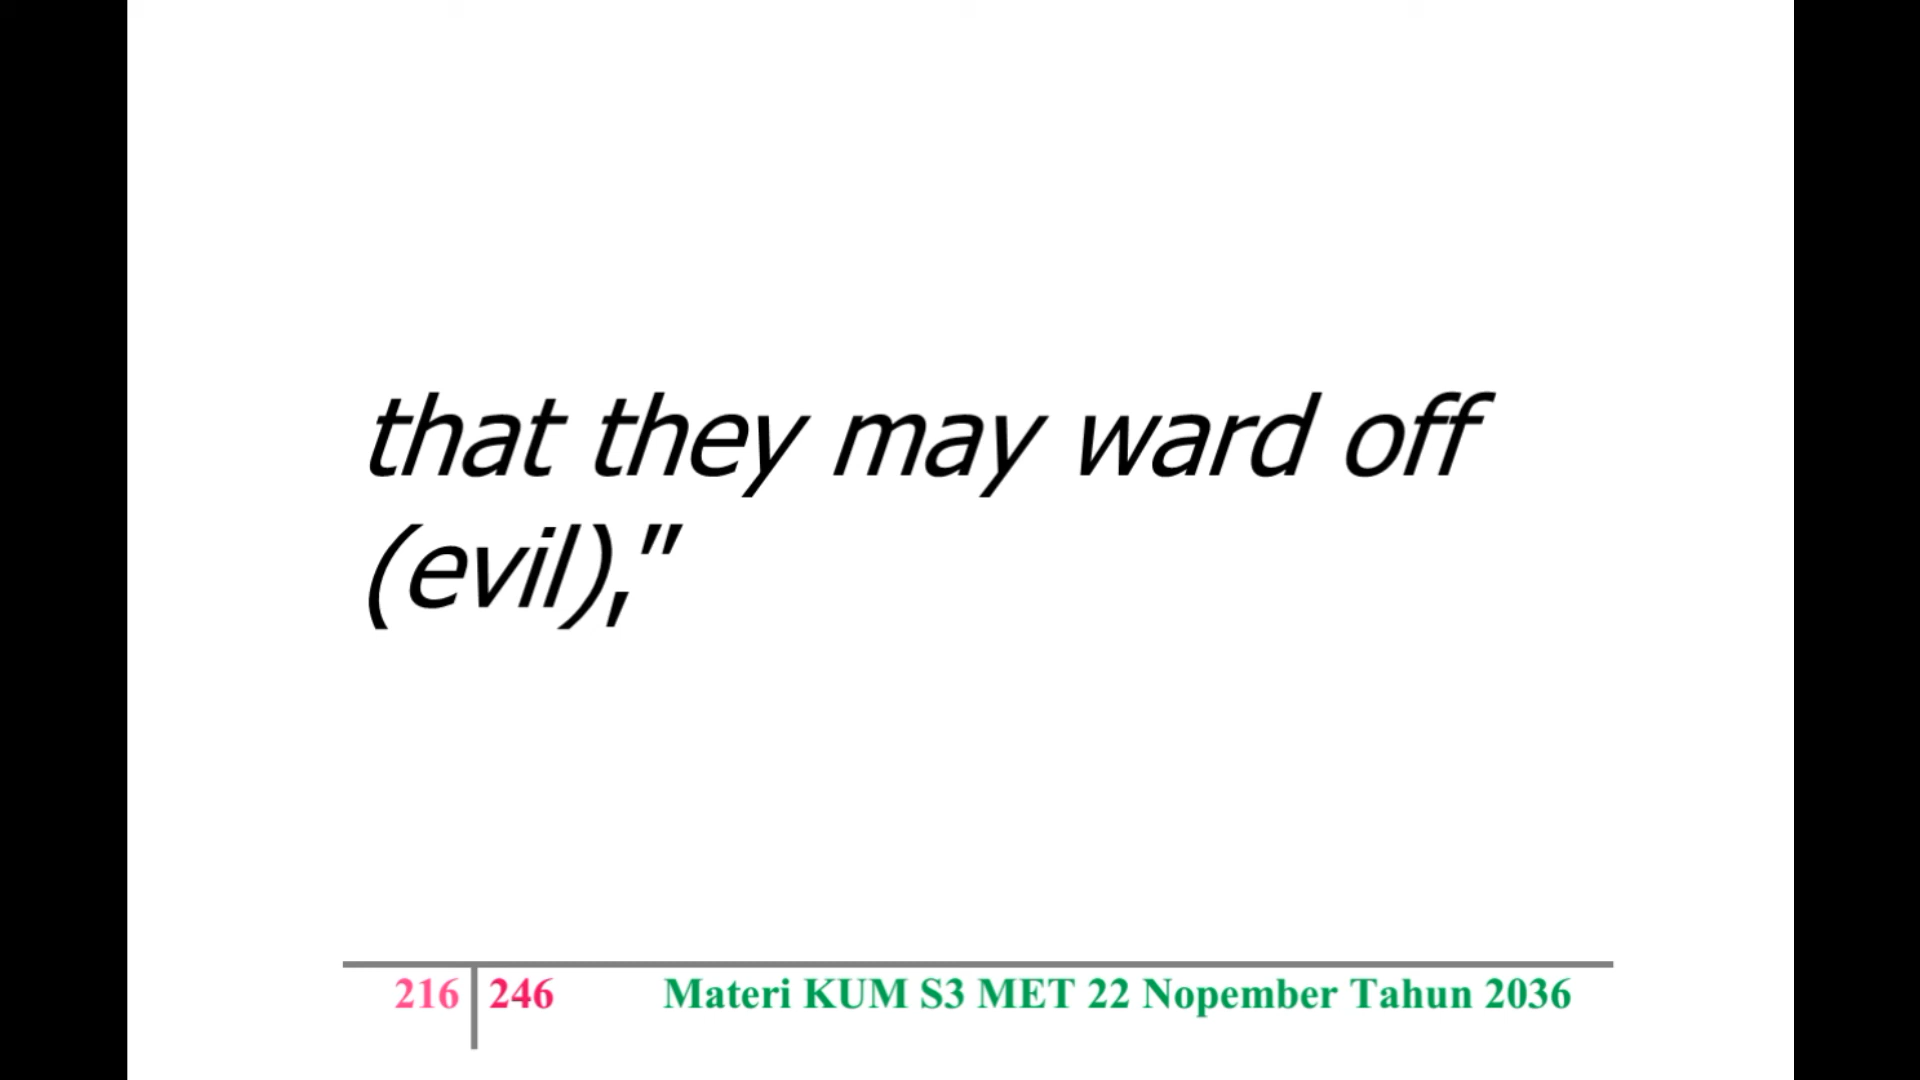 that they may ward off
(evil),”
216 246 Materi KUM S3 MET 22 Nopember Tahun 2036